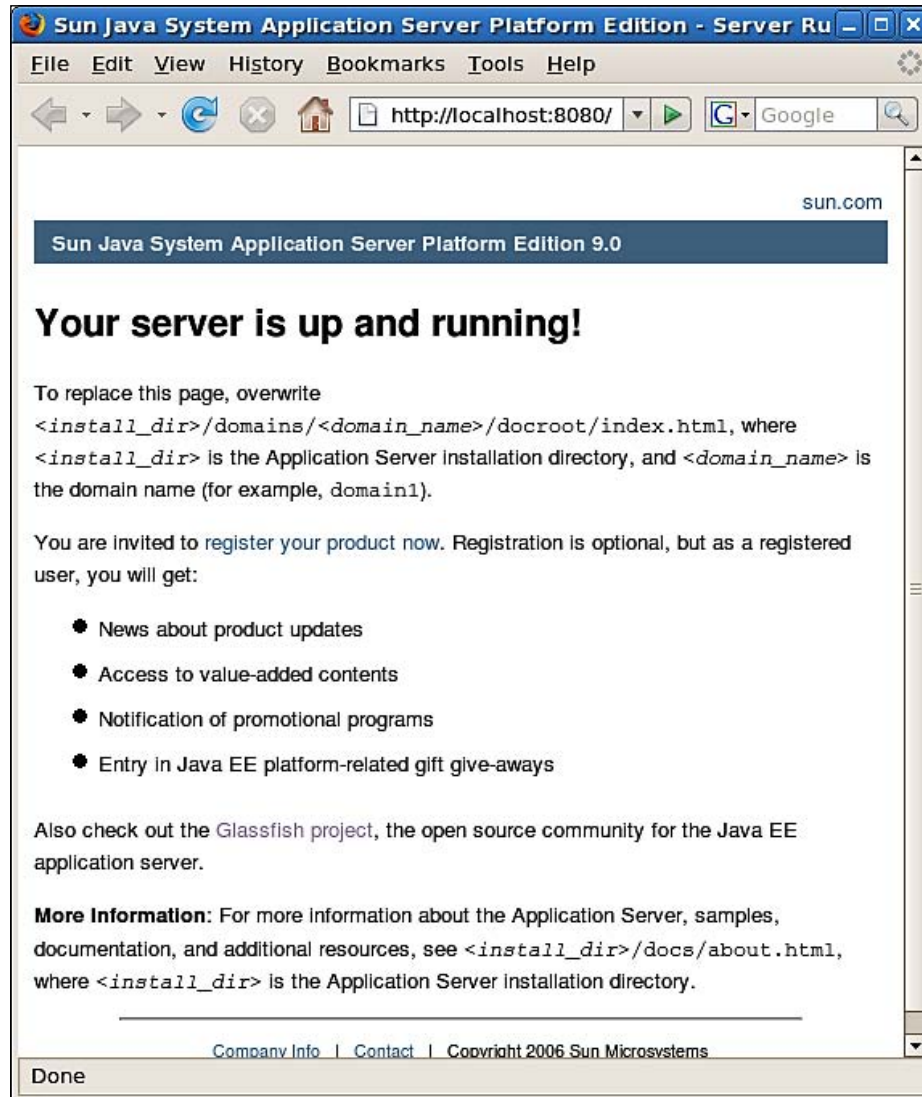 Sun Java System Application Server Platform Edition - Server Ru
File Edit View History Bookmarks Tools Help
http://localhost:8080/ G Google
sun.com
Sun Java System Application Server Platform Edition 9.0
Your server is up and running!
To replace this page, overwrite
<install_dir>/domains/<domain_name>/docroot/index.html, where
<install_dir> is the Application Server installation directory, and <domain_name> is
the domain name (for example, domain1).
You are invited to register your product now. Registration is optional, but as a registered
user, you will get:
● News about product updates
● Access to value-added contents
● Notification of promotional programs
● Entry in Java EE platform-related gift give-aways
Also check out the Glassfish project, the open source community for the Java EE
application server.
More Information: For more information about the Application Server, samples,
documentation, and additional resources, see <install_dir>/docs/about.html,
where <install_dir> is the Application Server installation directory.
Company Info | Contact | Copyright 2006 Sun Microsystems
Done